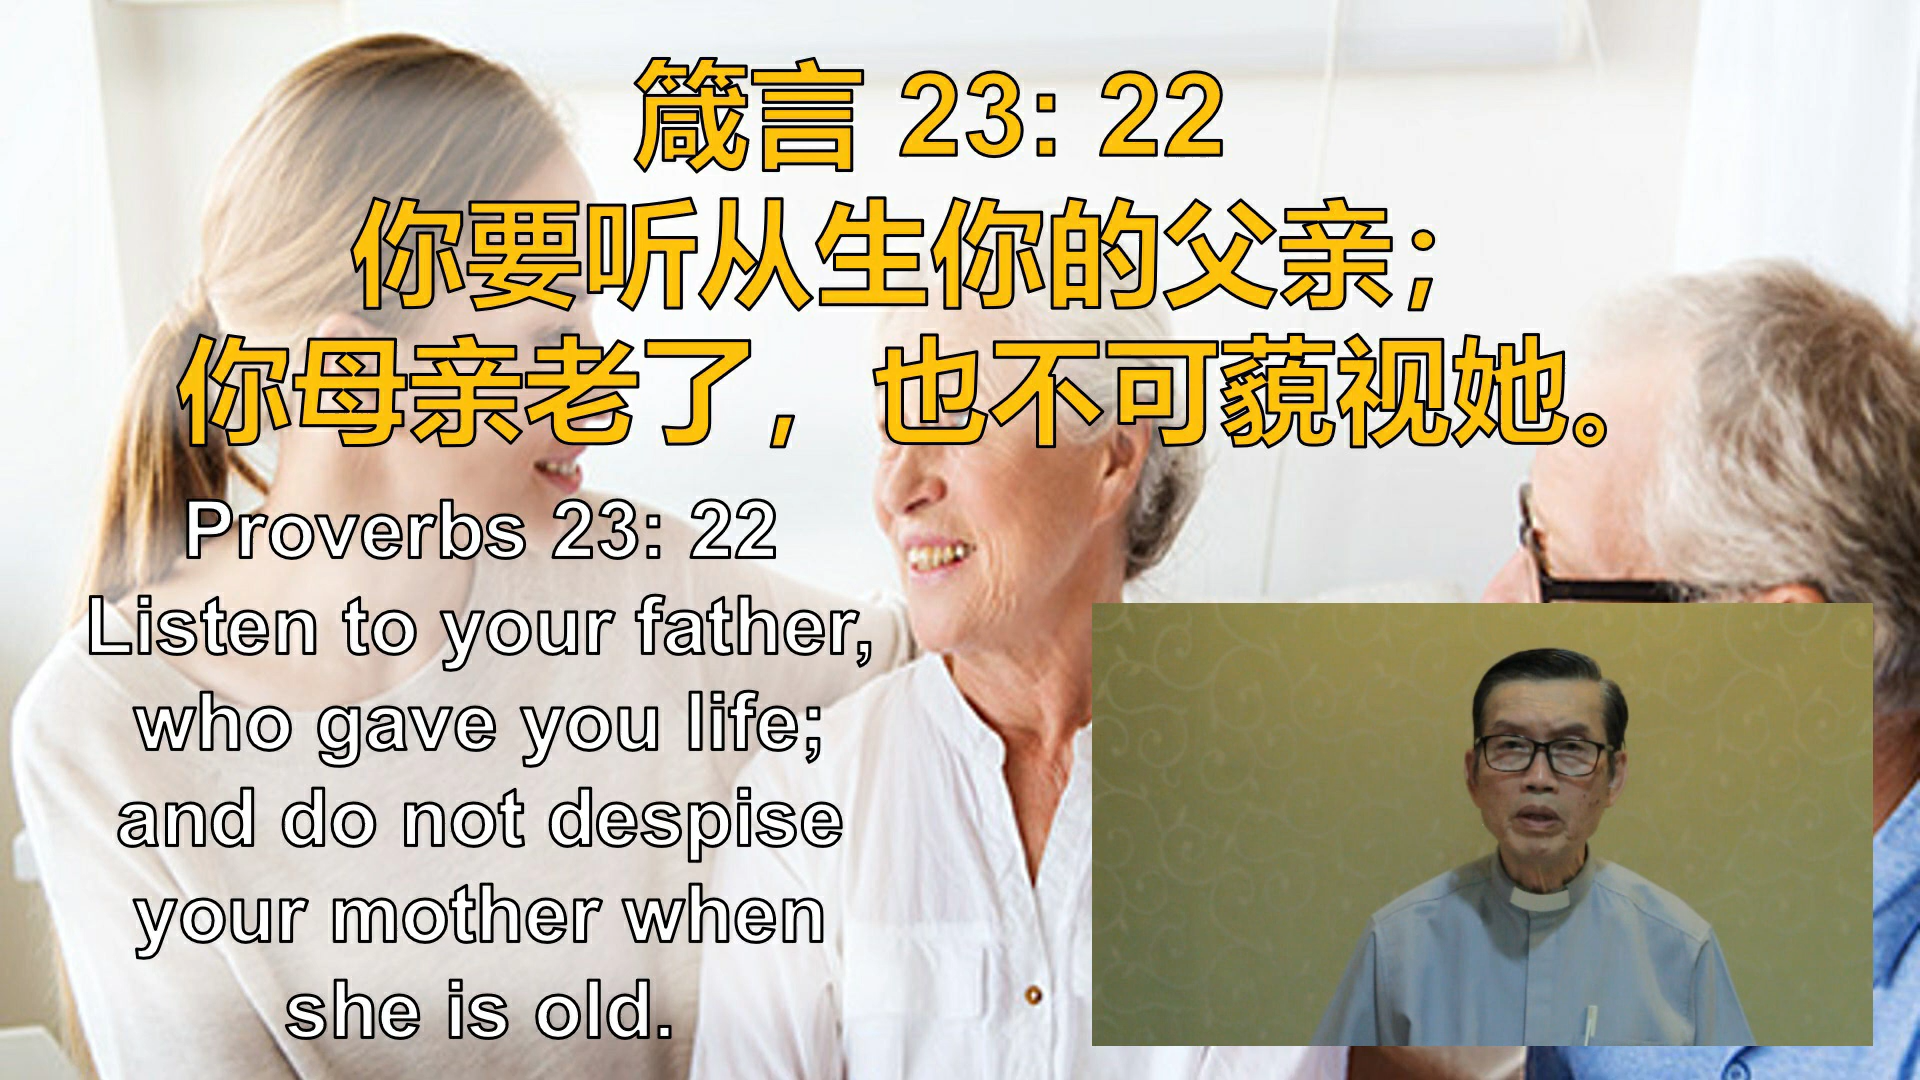 箴言 23: 22
你要听从生你的父亲；
你母亲老了，也不可藐视她。
Proverbs 23: 22
Listen to your father,
who gave you life;
and do not despise
your mother when
she is old.